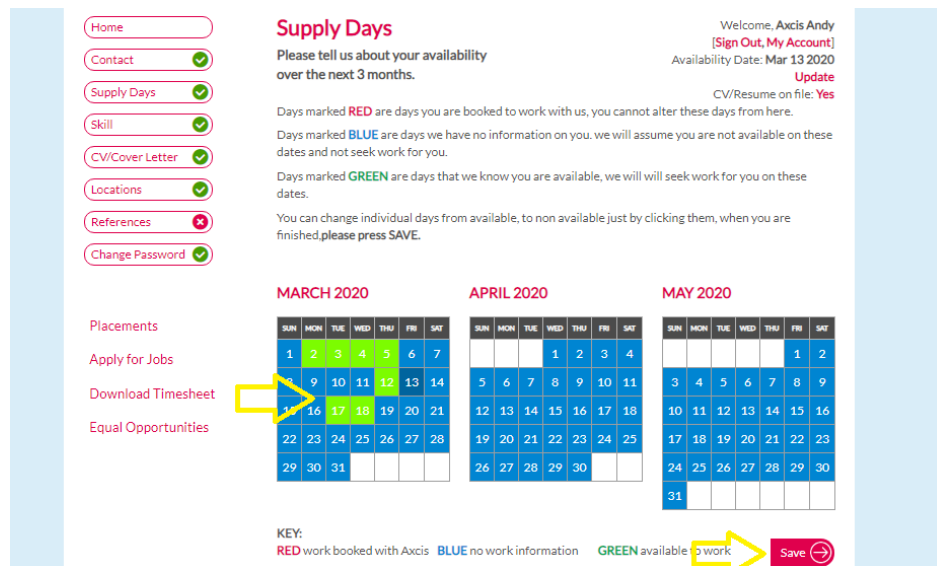 Home
Contact
Supply Days
Skill
CV/Cover Letter
Locations
References
Change Password
Placements
Apply for Jobs
Download Timesheet
Equal Opportunities
Supply Days
Please tell us about your availability
over the next 3 months.
Welcome, Axcis Andy
[Sign Out, My Account]
Availability Date: Mar 13 2020
Update
CV/Resume on file: Yes
Days marked RED are days you are booked to work with us, you cannot alter these days from here.
Days marked BLUE are days we have no information on you. we will assume you are not available on these
dates and not seek work for you.
Days marked GREEN are days that we know you are available, we will will seek work for you on these
dates.
You can change individual days from available, to non available just by clicking them, when you are
finished,please press SAVE.
MARCH 2020
SUN MON TUE WED THU FRI SAT
1 2 3 4 5 6 7
9 10 11 12 13 14
16 17 18 19 20 21
22 23 24 25 26 27 28
29 30 31
APRIL 2020
SUN MON TUE WED THU FRI SAT
1 2 3 4
5 6 7 8 9 10 11
12 13 14 15 16 17 18
19 20 21 22 23 24 25
26 27 28 29 30
MAY 2020
SUN MON TUE WED THU FRI SAT
1 2
3 4 5 6 7 8 9
10 11 12 13 14 15 16
17 18 19 20 21 22 23
24 25 26 27 28 29 30
31
KEY:
RED work booked with Axcis BLUE no work information GREEN available to work
Save